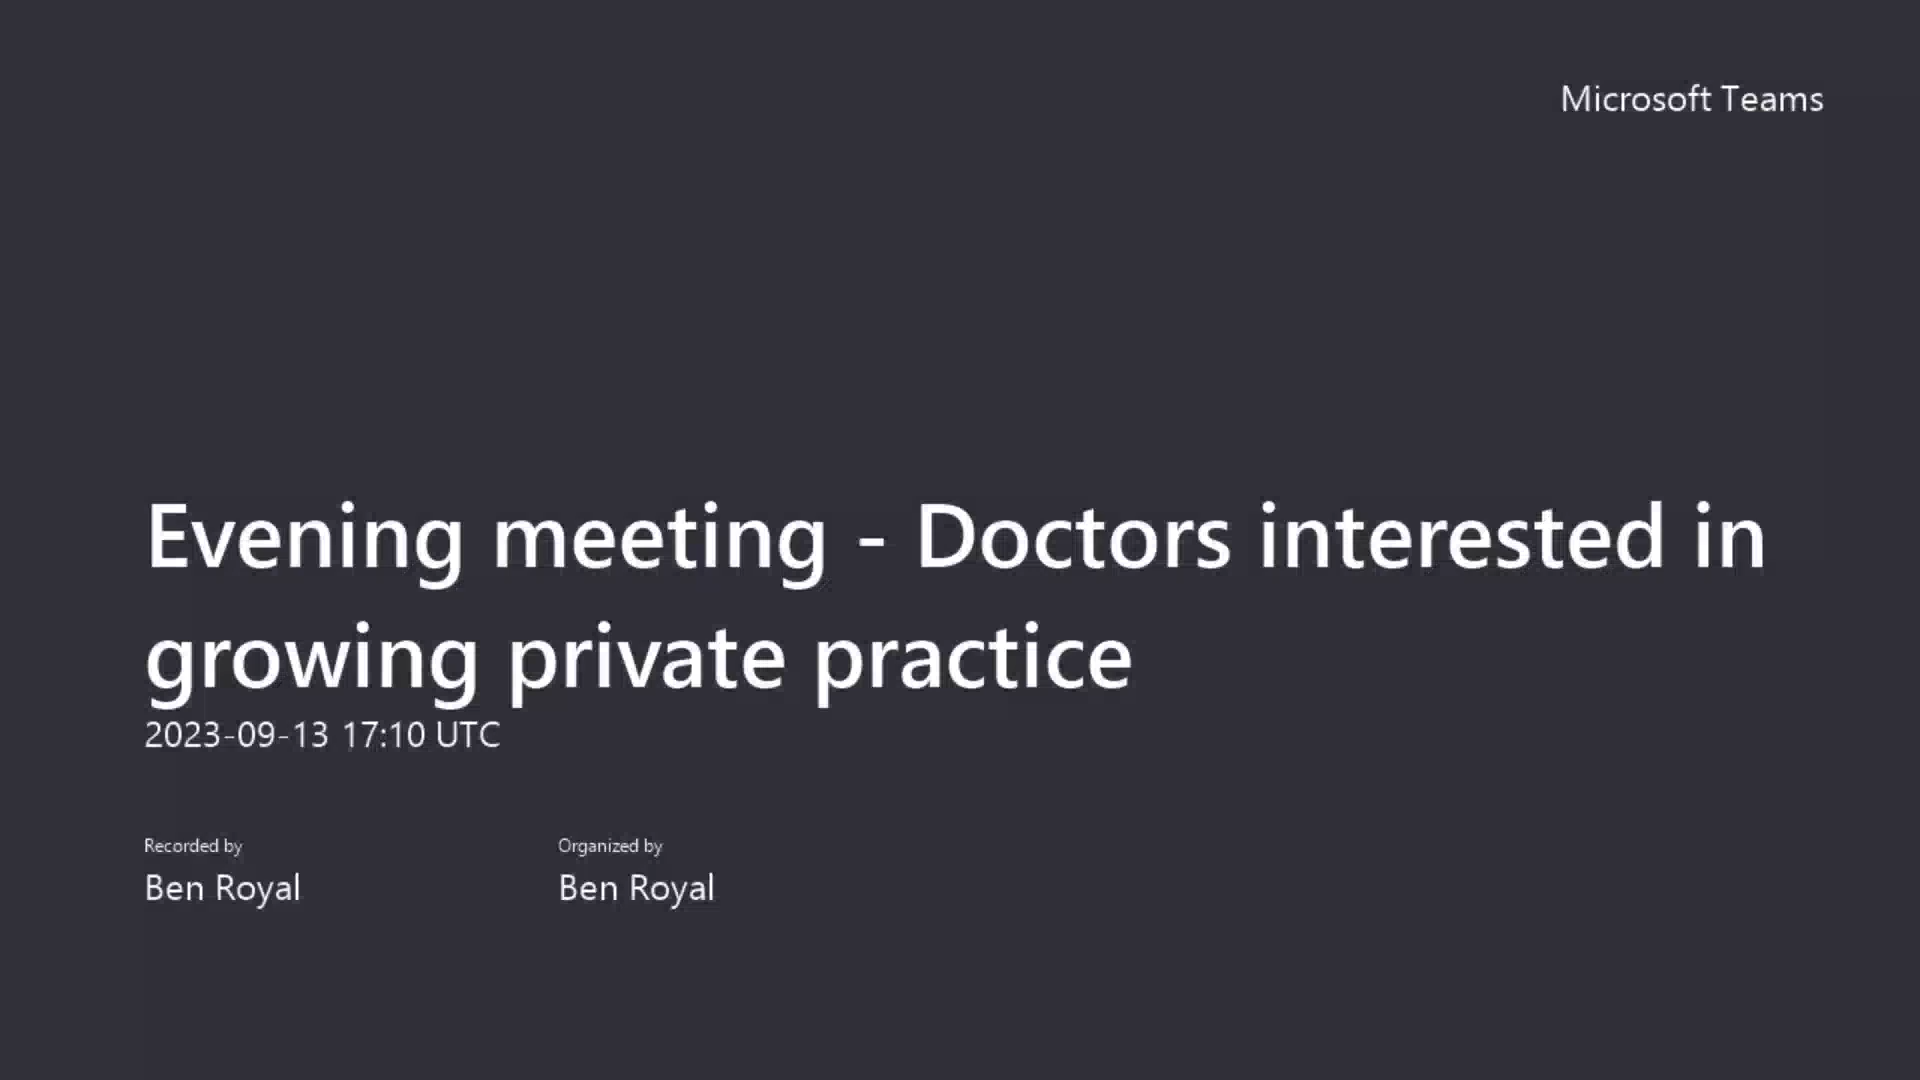 Microsoft Teams
Evening meeting - Doctors interested in
growing private practice
2023-09-13 17:10 UTC
Recorded by
Ben Royal
Organized by
Ben Royal